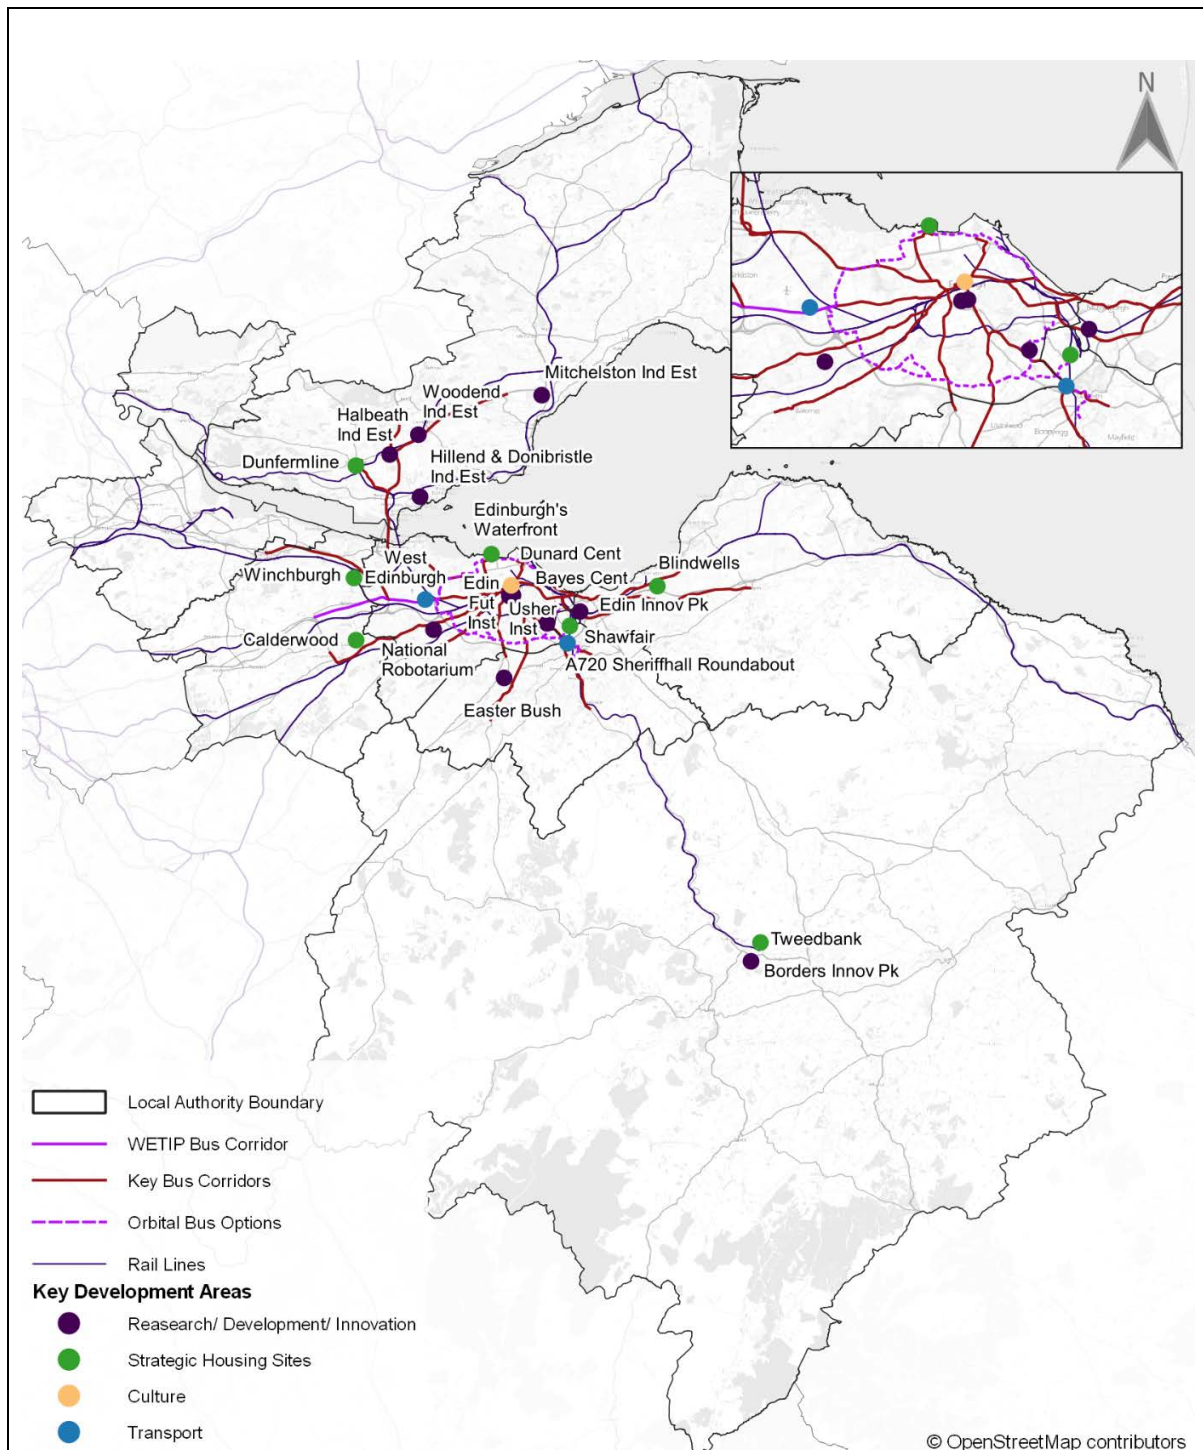 N
Mitchelston Ind Est
Woodend
Ind Est
Halbeath
Ind Est
Dunfermline
Hillend & Donibristle
Ind Est
Edinburgh's
Waterfront
West
Edinburgh
Dunard Cent
Winchburgh
Edin
Fut
Inst
Bayes Cent
Blindwells
Usher
Inst
Edin Innov Pk
Calderwood
Shawfair
National
Robotarium
A720 Sheriffhall Roundabout
Easter Bush
Tweedbank
Borders Innov Pk
Local Authority Boundary
WETIP Bus Corridor
Key Bus Corridors
Orbital Bus Options
Rail Lines
Key Development Areas
Reasearch/ Development/ Innovation
Strategic Housing Sites
Culture
Transport
© OpenStreetMap contributors